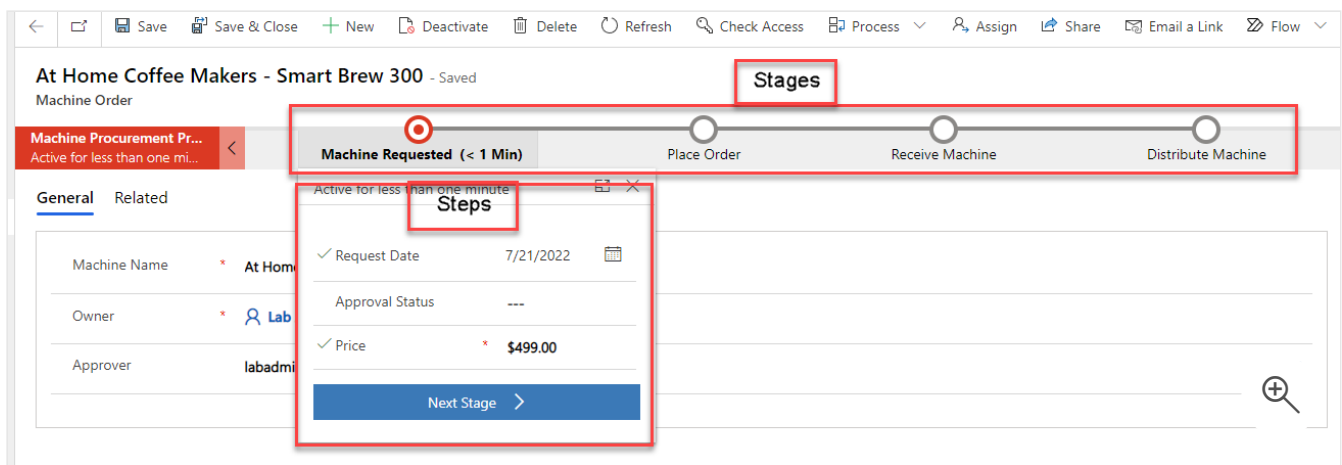 Save Save & Close New Deactivate Delete Refresh Check Access Process Assign Share Email a Link Flow
At Home Coffee Makers - Smart Brew 300 - Saved
Machine Order
Stages
Machine Procurement Pr...
Active for less than one mi...
Machine Requested (< 1 Min) Place Order Receive Machine Distribute Machine
General Related
Active for less than one minute
Steps
Machine Name * At Hom
Owner * Lab
Approver labadmi
Request Date 7/21/2022
Approval Status ---
Price * $499.00
Next Stage